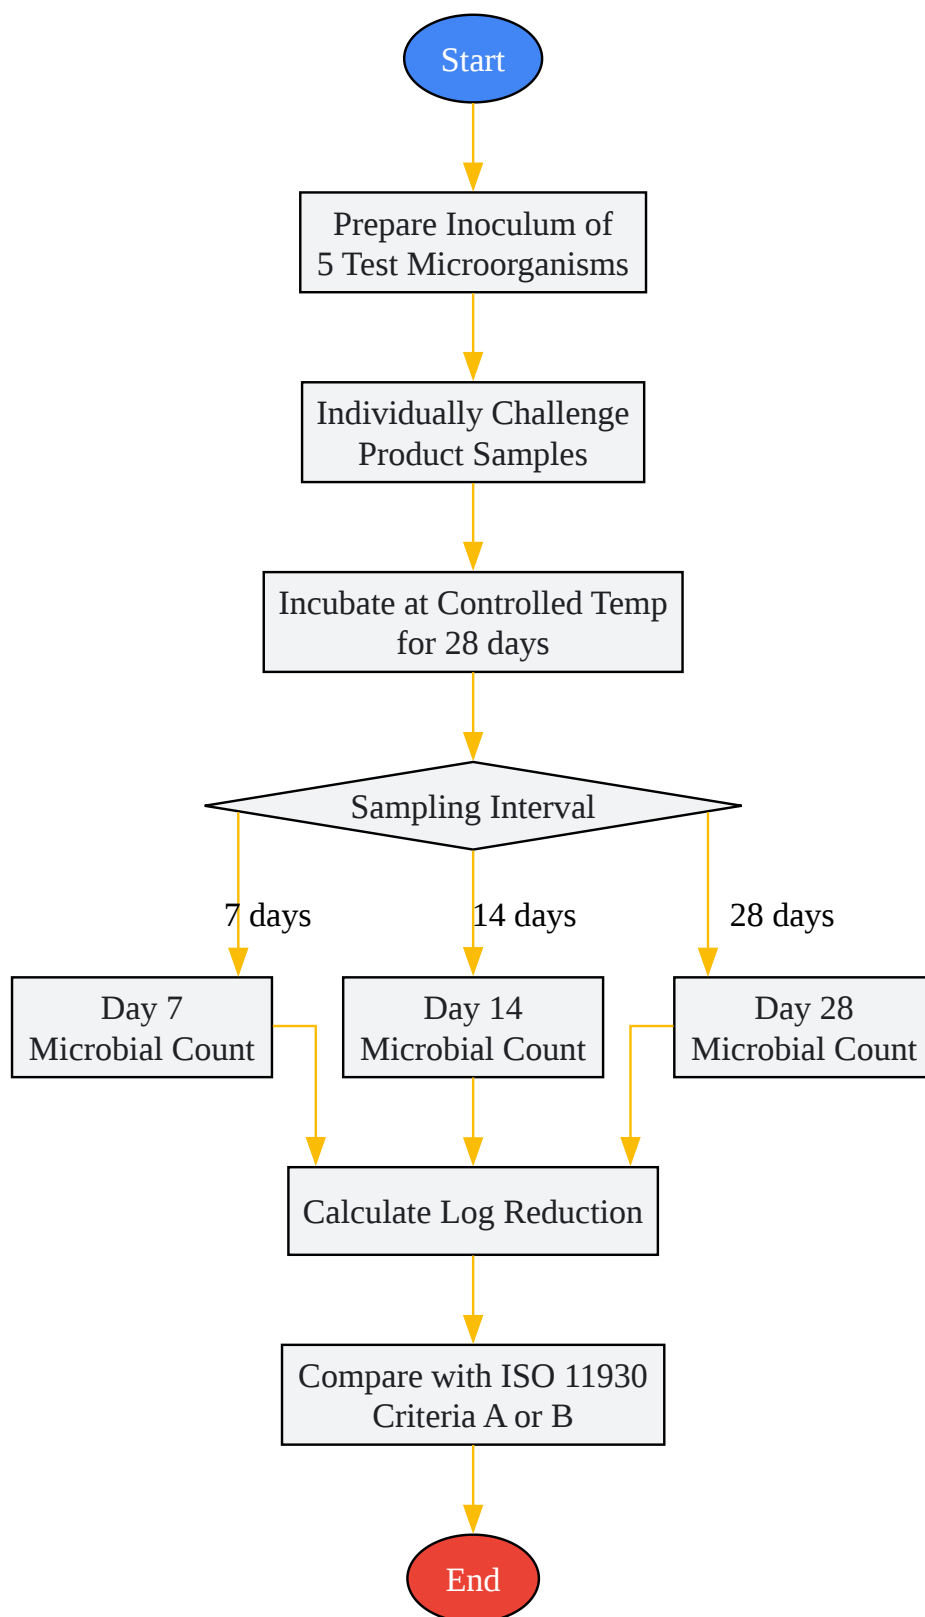 Start
Prepare Inoculum of
5 Test Microorganisms
Individually Challenge
Product Samples
Incubate at Controlled Temp
for 28 days
Sampling Interval
7 days
14 days
28 days
Day 7
Microbial Count
Day 14
Microbial Count
Day 28
Microbial Count
Calculate Log Reduction
Compare with ISO 11930
Criteria A or B
End